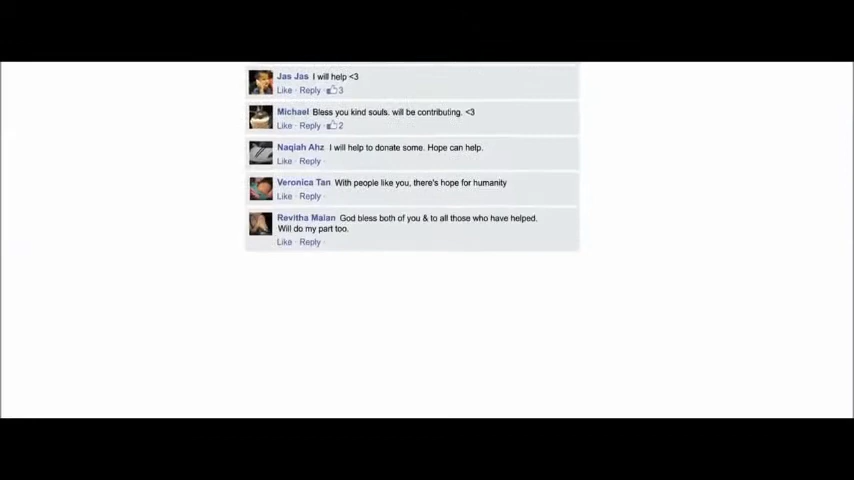 Jas Jas I will help <3
Like · Reply · 3
Michael Bless you kind souls. will be contributing. <3
Like · Reply · 2
Naqiah Ahz I will help to donate some. Hope can help.
Like · Reply ·
Veronica Tan With people like you, there's hope for humanity
Like · Reply ·
Revitha Maian God bless both of you & to all those who have helped.
Will do my part too.
Like · Reply ·